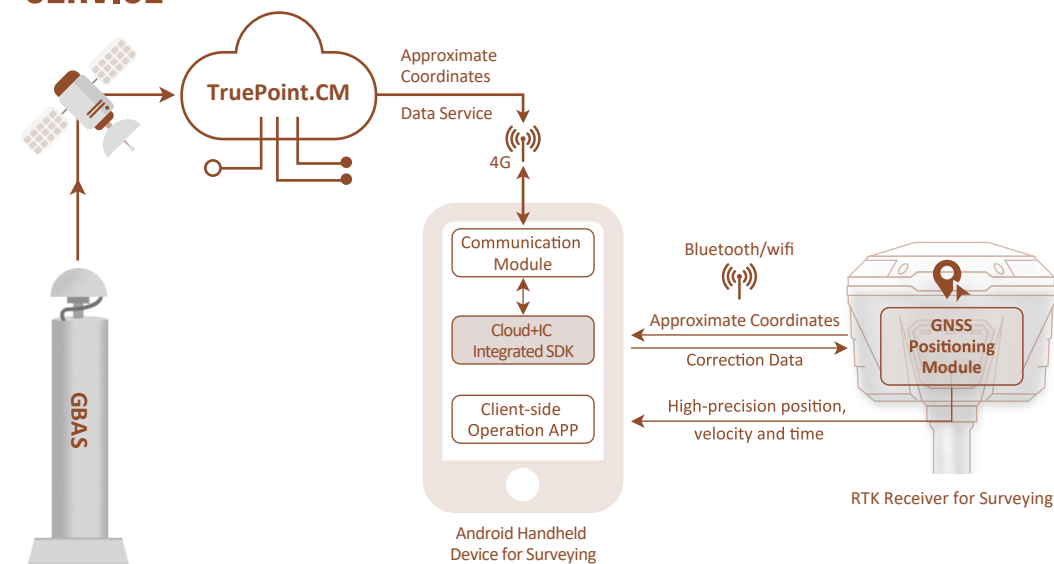 SERVICE
TruePoint.CM
Approximate
Coordinates
Data Service
4G
Communication
Module
Cloud+IC
Integrated SDK
Client-side
Operation APP
Android Handheld
Device for Surveying
Bluetooth/wifi
Approximate Coordinates
Correction Data
High-precision position,
velocity and time
GNSS
Positioning
Module
RTK Receiver for Surveying
GBAS